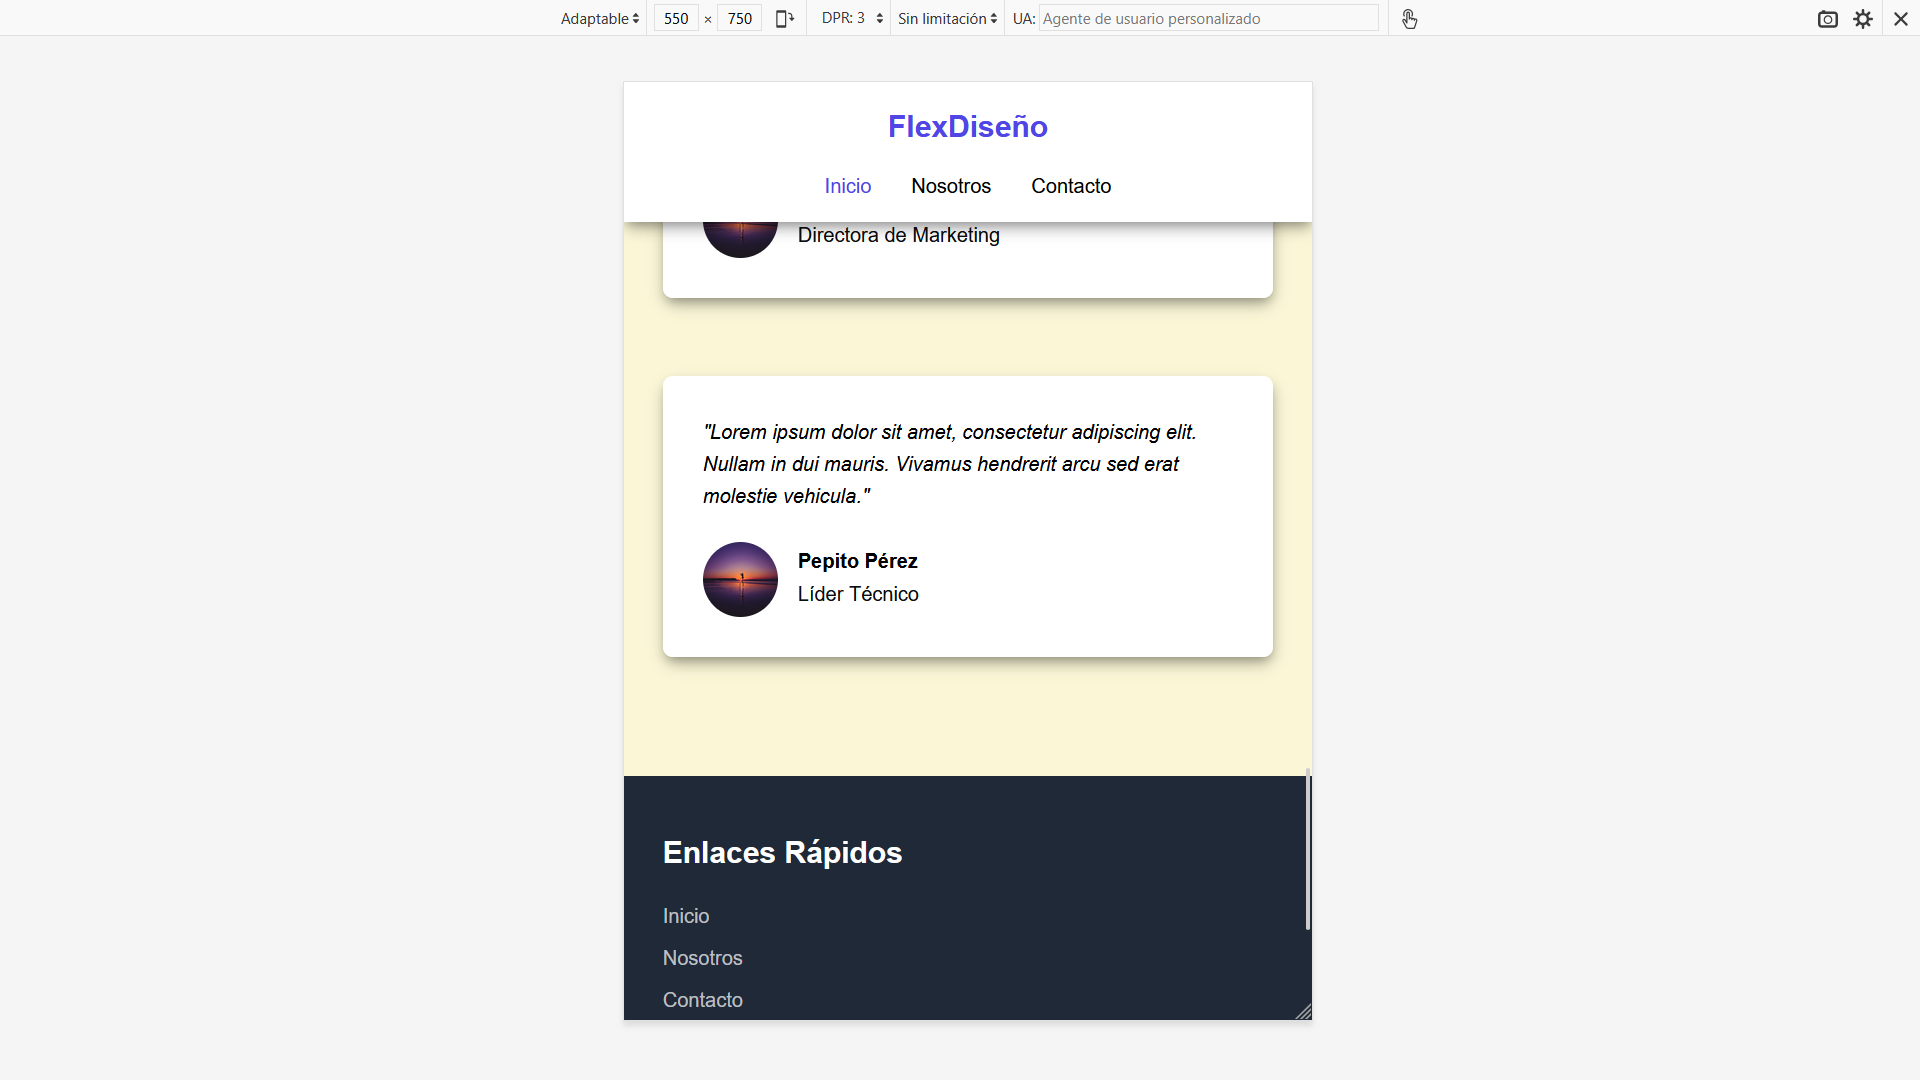 Adaptable 550 × 750 DPR: 3 Sin limitación UA: Agente de usuario personalizado
FlexDiseño
Inicio Nosotros Contacto
Directora de Marketing
"Lorem ipsum dolor sit amet, consectetur adipiscing elit.
Nullam in dui mauris. Vivamus hendrerit arcu sed erat
molestie vehicula."
Pepito Pérez
Líder Técnico
Enlaces Rápidos
Inicio
Nosotros
Contacto